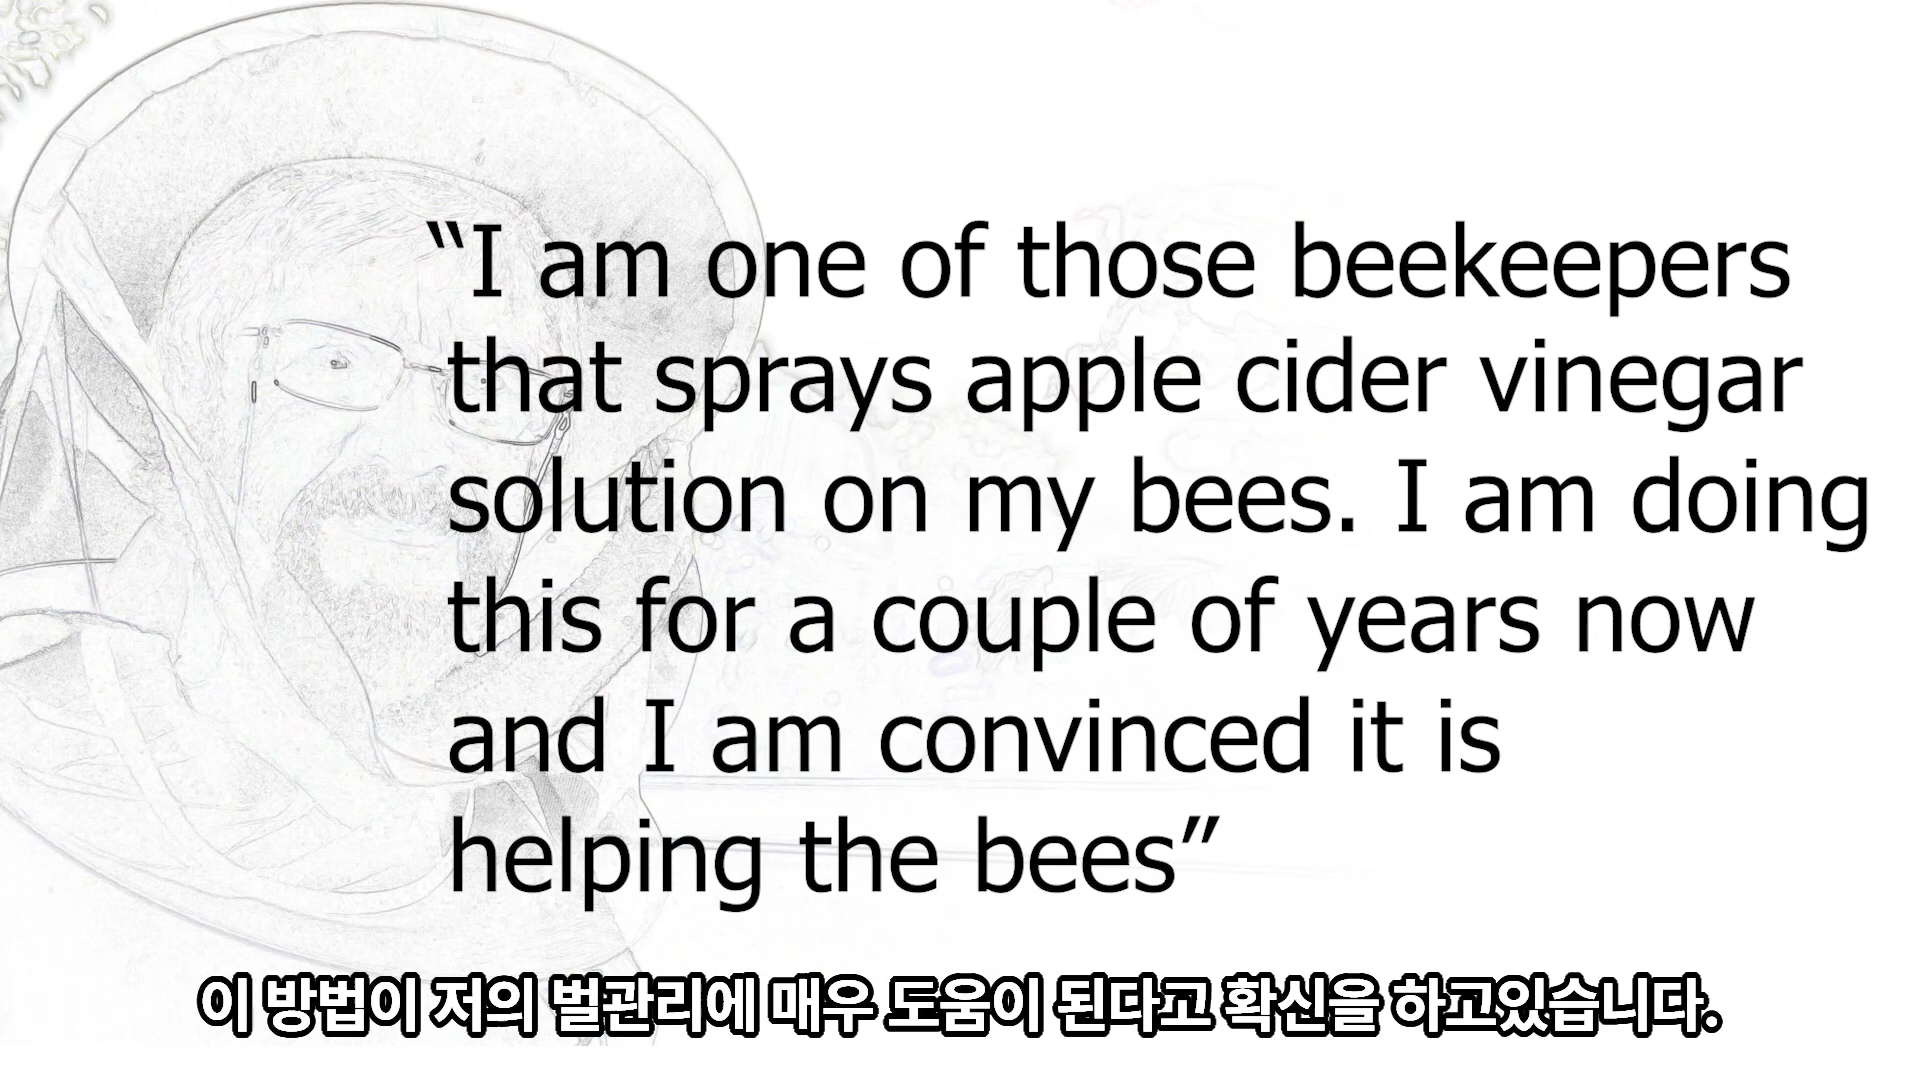 “I am one of those beekeepers
that sprays apple cider vinegar
solution on my bees. I am doing
this for a couple of years now
and I am convinced it is
helping the bees”
이 방법이 저의 벌관리에 매우 도움이 된다고 확신을 하고있습니다.